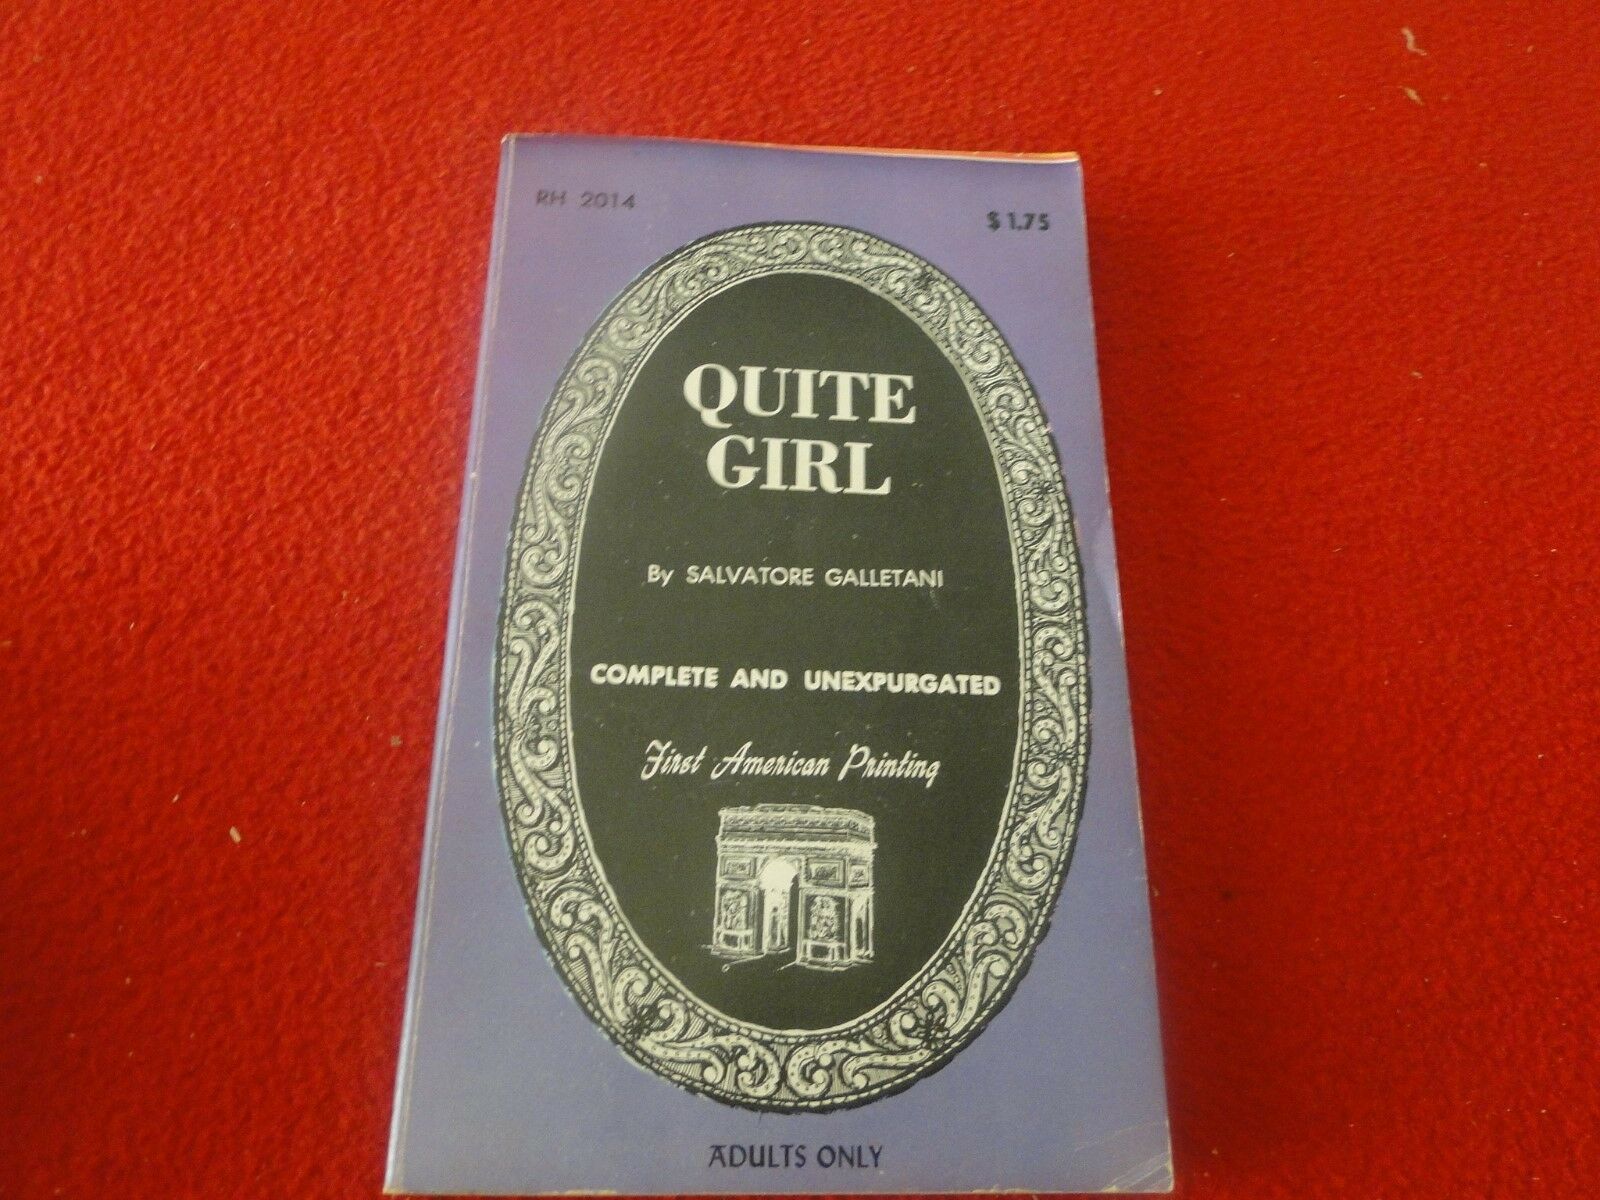 RH 2014
$1.75
QUITE
GIRL
By SALVATORE GALLETANI
COMPLETE AND UNEXPURGATED
First American Printing
ADULTS ONLY